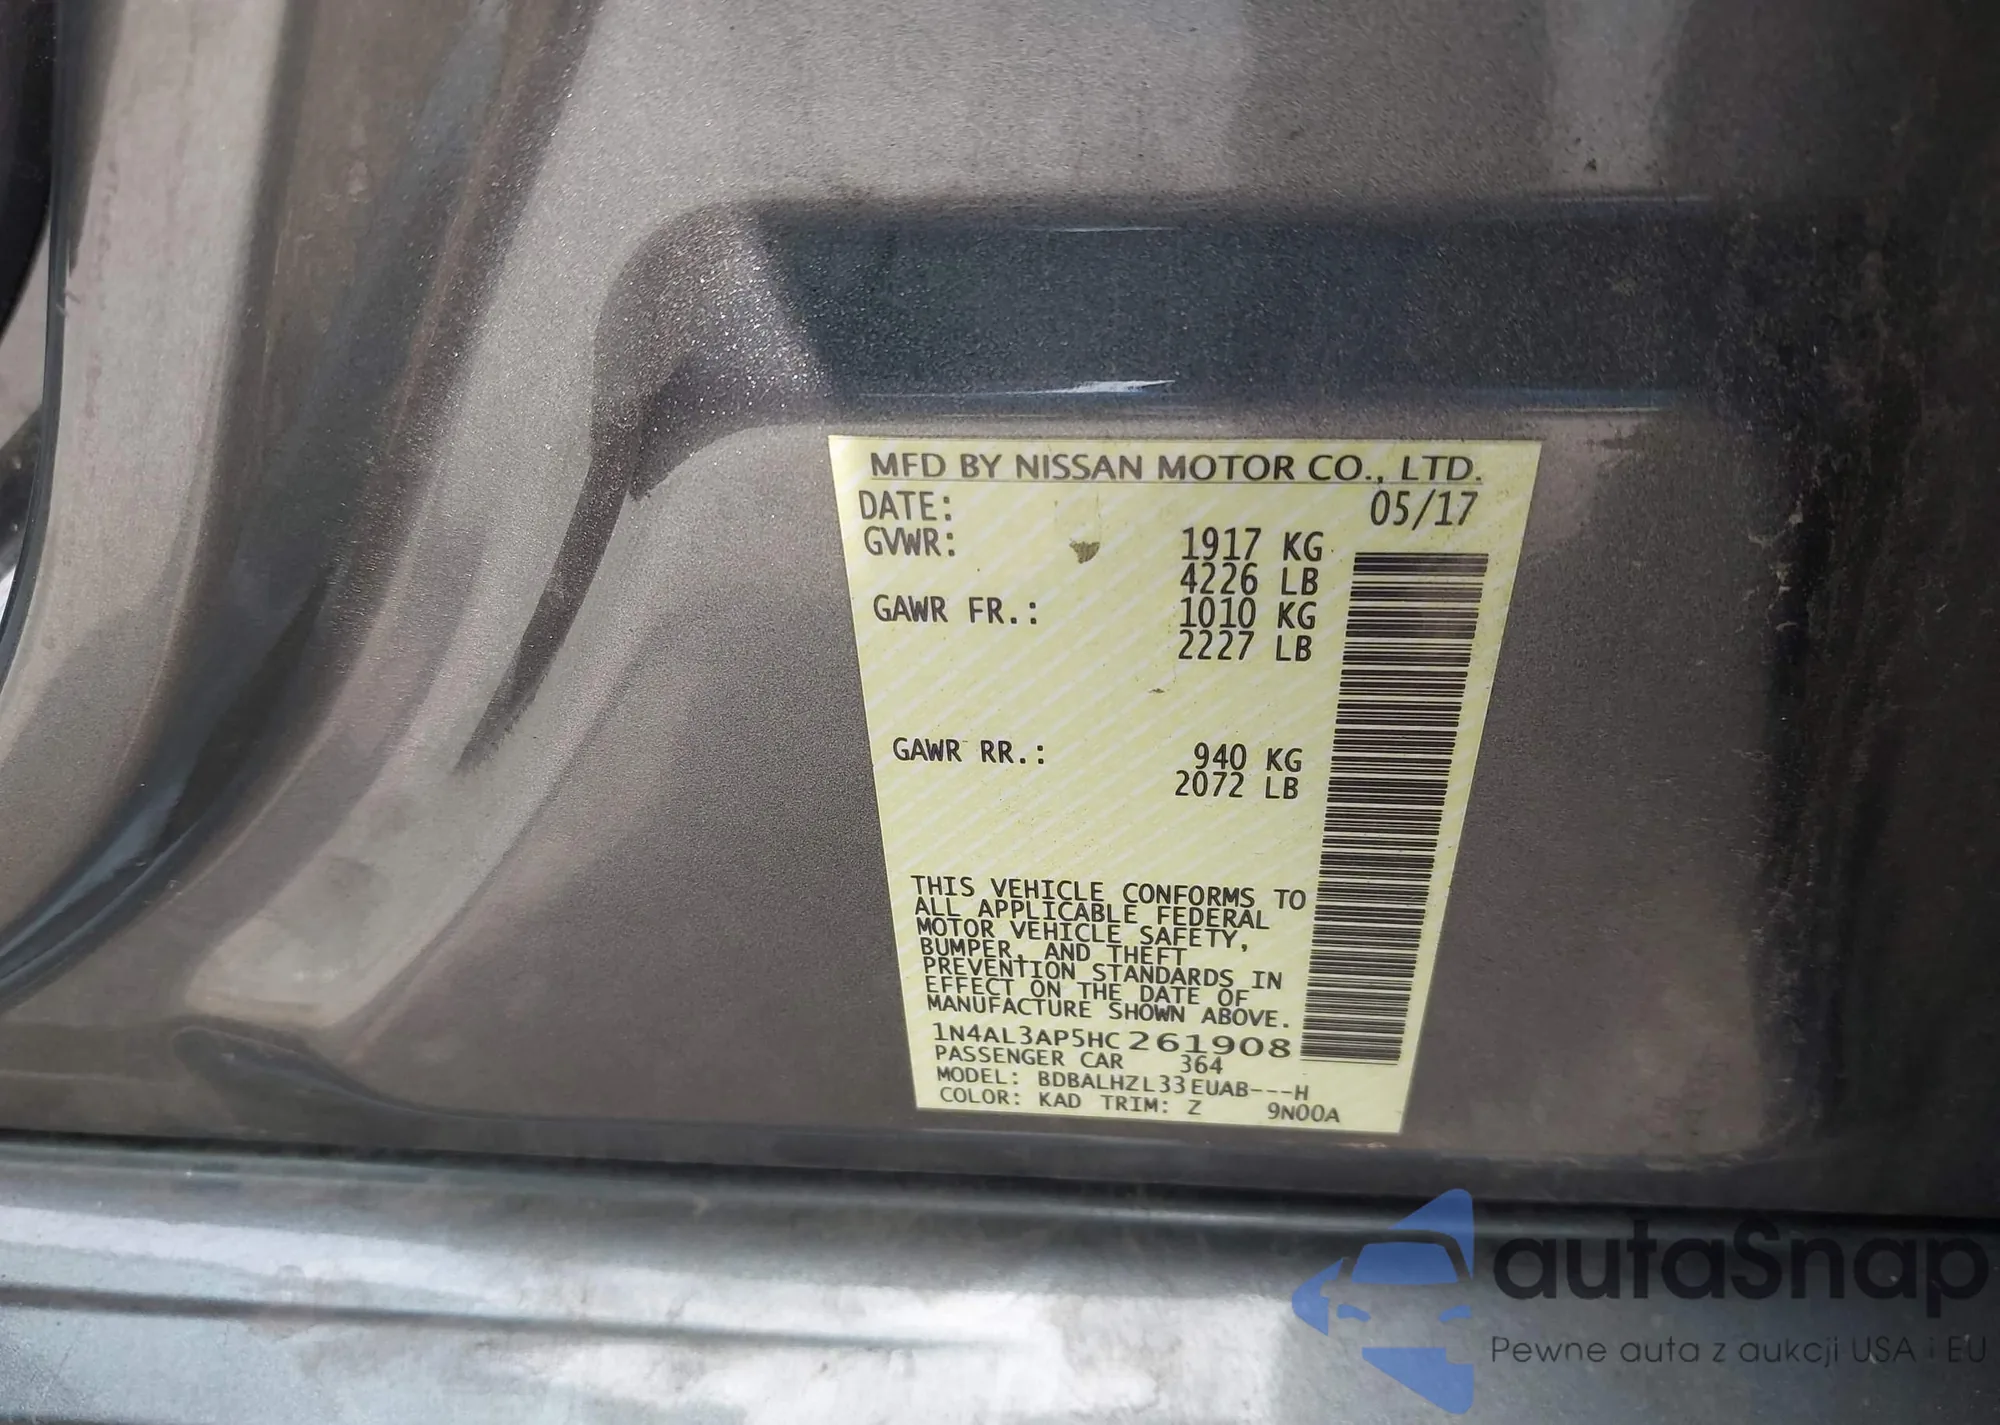 MFD BY NISSAN MOTOR CO., LTD.
DATE: 05/17
GVWR: 1917 KG
4226 LB
GAWR FR.: 1010 KG
2227 LB
GAWR RR.: 940 KG
2072 LB
THIS VEHICLE CONFORMS TO
ALL APPLICABLE FEDERAL
MOTOR VEHICLE SAFETY,
BUMPER, AND THEFT
PREVENTION STANDARDS IN
EFFECT ON THE DATE OF
MANUFACTURE SHOWN ABOVE.
1N4AL3AP5HC261908
PASSENGER CAR 364
MODEL: BDBALHZL33EUAB---H
COLOR: KAD TRIM: Z 9N00A
autaSnap
Pewne auta z aukcji USA i EU